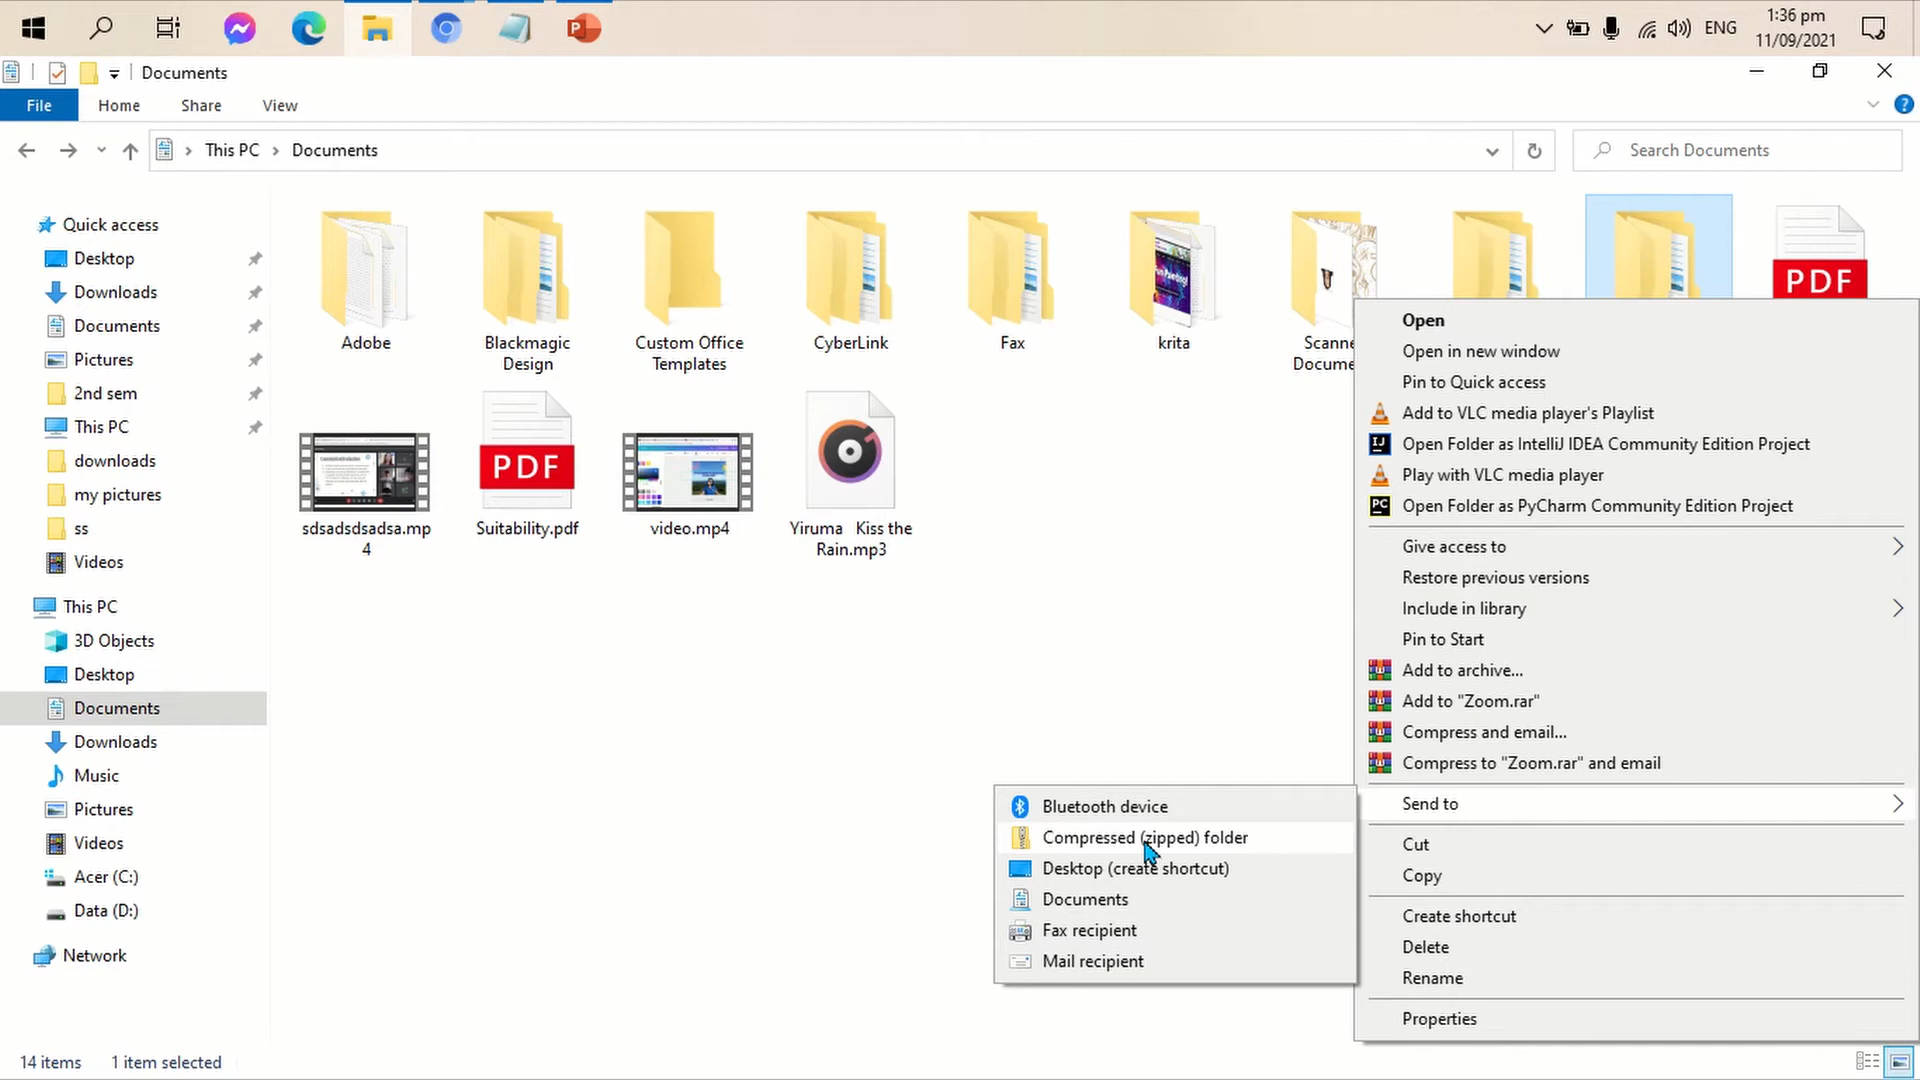 ENG
1:36 pm
11/09/2021
Documents
File
Home
Share
View
This PC
Documents
Search Documents
Quick access
Desktop
Downloads
Documents
Pictures
2nd sem
This PC
downloads
my pictures
ss
Videos
This PC
3D Objects
Desktop
Documents
Downloads
Music
Pictures
Videos
Acer (C:)
Data (D:)
Network
Adobe
Blackmagic
Design
Custom Office
Templates
CyberLink
Fax
krita
Scanne
Docume
PDF
sdsadsdsadsa.mp
4
PDF
Suitability.pdf
video.mp4
Yiruma Kiss the
Rain.mp3
Open
Open in new window
Pin to Quick access
Add to VLC media player's Playlist
Open Folder as IntelliJ IDEA Community Edition Project
Play with VLC media player
Open Folder as PyCharm Community Edition Project
Give access to
Restore previous versions
Include in library
Pin to Start
Add to archive...
Add to "Zoom.rar"
Compress and email...
Compress to "Zoom.rar" and email
Send to
Cut
Copy
Create shortcut
Delete
Rename
Properties
Bluetooth device
Compressed (zipped) folder
Desktop (create shortcut)
Documents
Fax recipient
Mail recipient
14 items
1 item selected